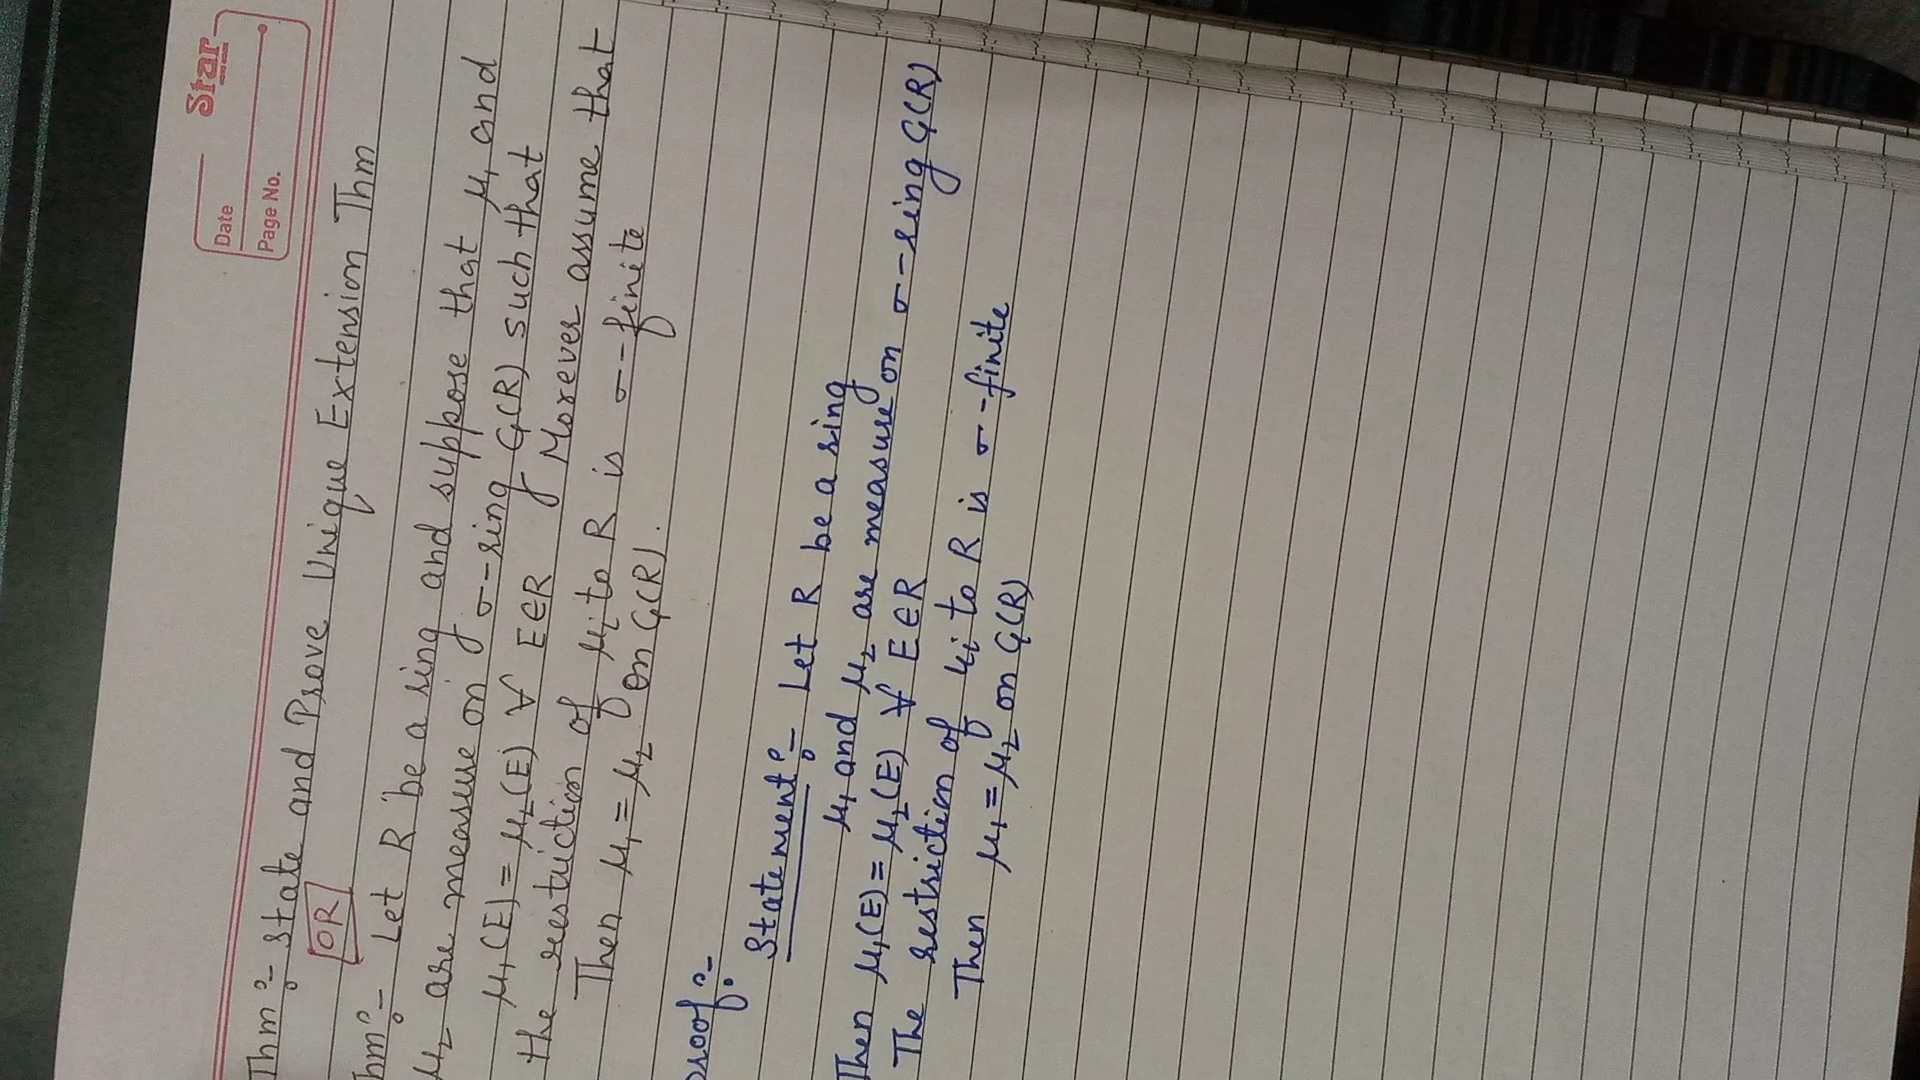 Star
Date
Page No.
Thm:- State and Prove Unique Extension Thm
OR
hm:- Let R be a ring and suppose that μ₁ and
μ₂ are measure on σ-ring G(R) such that
μ₁(E) = μ₂(E) ∀ E∈R Morever assume that
the restriction of μi to R is σ-finite
Then μ₁ = μ₂ on G(R).
proof:-
Statement:- Let R be a ring
μ₁ and μ₂ are measure on σ-ring G(R)
Then μ₁(E) = μ₂(E) ∀ E∈R
The restriction of μi to R is σ-finite
Then μ₁ = μ₂ on G(R)